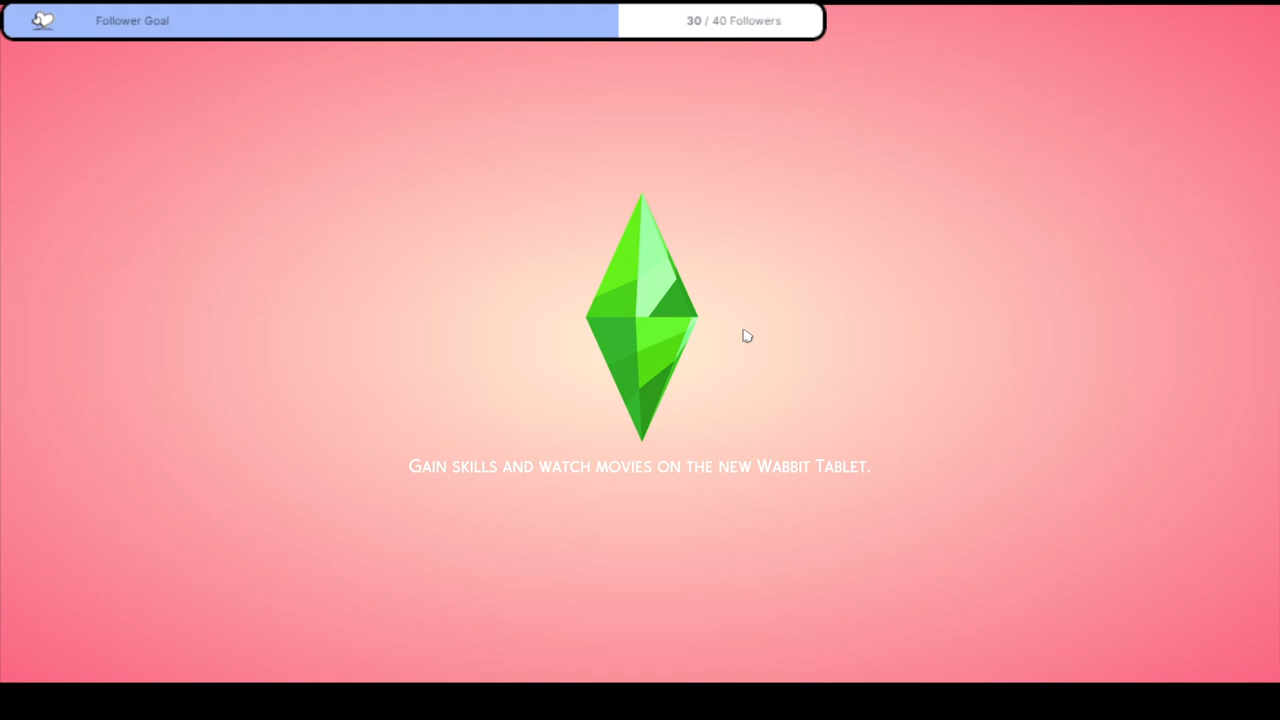 Follower Goal 30 / 40 Followers
GAIN SKILLS AND WATCH MOVIES ON THE NEW WABBIT TABLET.